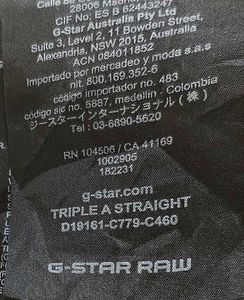 28006 Madrid
CIF No: ES B 62443247
G-Star Australia Pty Ltd
Suite 3, Level 2, 11 Bowden Street,
Alexandria, NSW 2015, Australia
ACN 084011852
Importado por mercadeo y moda s.a.s
nit. 800.169.352-6
código importador no. 483
código sic no. 5887, medellin - Colombia
ジースターインターナショナル(株)
Tel: 03-6890-5620
RN 104506 / CA 41169
1002905
182231
g-star.com
TRIPLE A STRAIGHT
D19161-C779-C460
G-STAR RAW